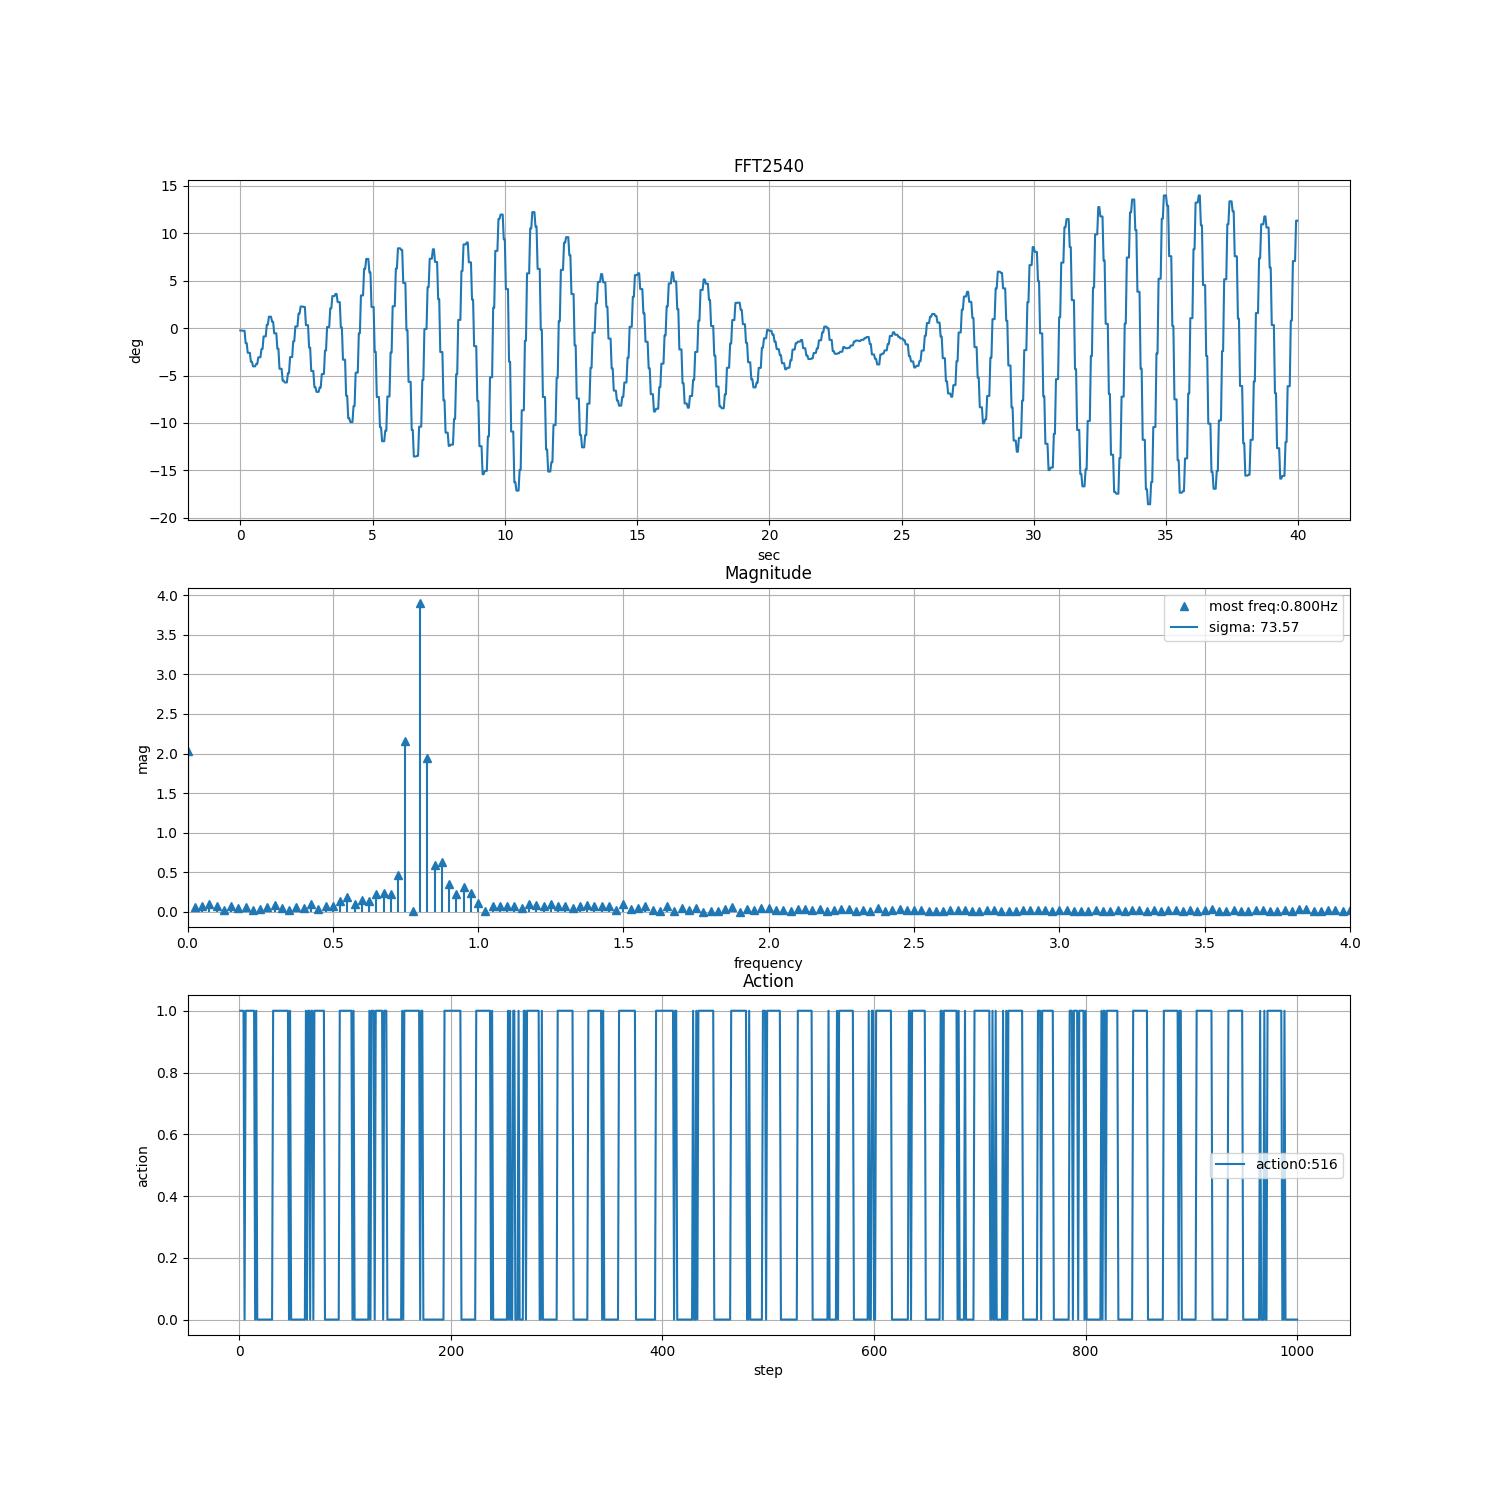 FFT2540
15
10
5
0
−5
−10
−15
−20
deg
0 5 10 15 20 25 30 35 40
sec
Magnitude
4.0
3.5
3.0
2.5
2.0
1.5
1.0
0.5
0.0
mag
most freq:0.800Hz
sigma: 73.57
0.0 0.5 1.0 1.5 2.0 2.5 3.0 3.5 4.0
frequency
Action
1.0
0.8
0.6
0.4
0.2
0.0
action
action0:516
0 200 400 600 800 1000
step